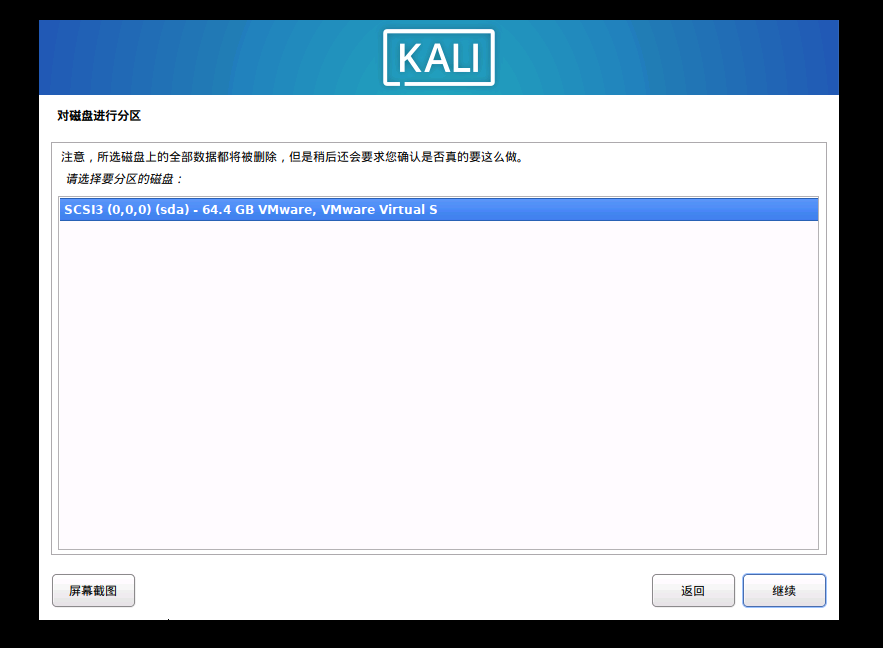 KALI
对磁盘进行分区
注意，所选磁盘上的全部数据都将被删除，但是稍后还会要求您确认是否真的要这么做。
请选择要分区的磁盘：
SCSI3 (0,0,0) (sda) - 64.4 GB VMware, VMware Virtual S
屏幕截图
返回
继续